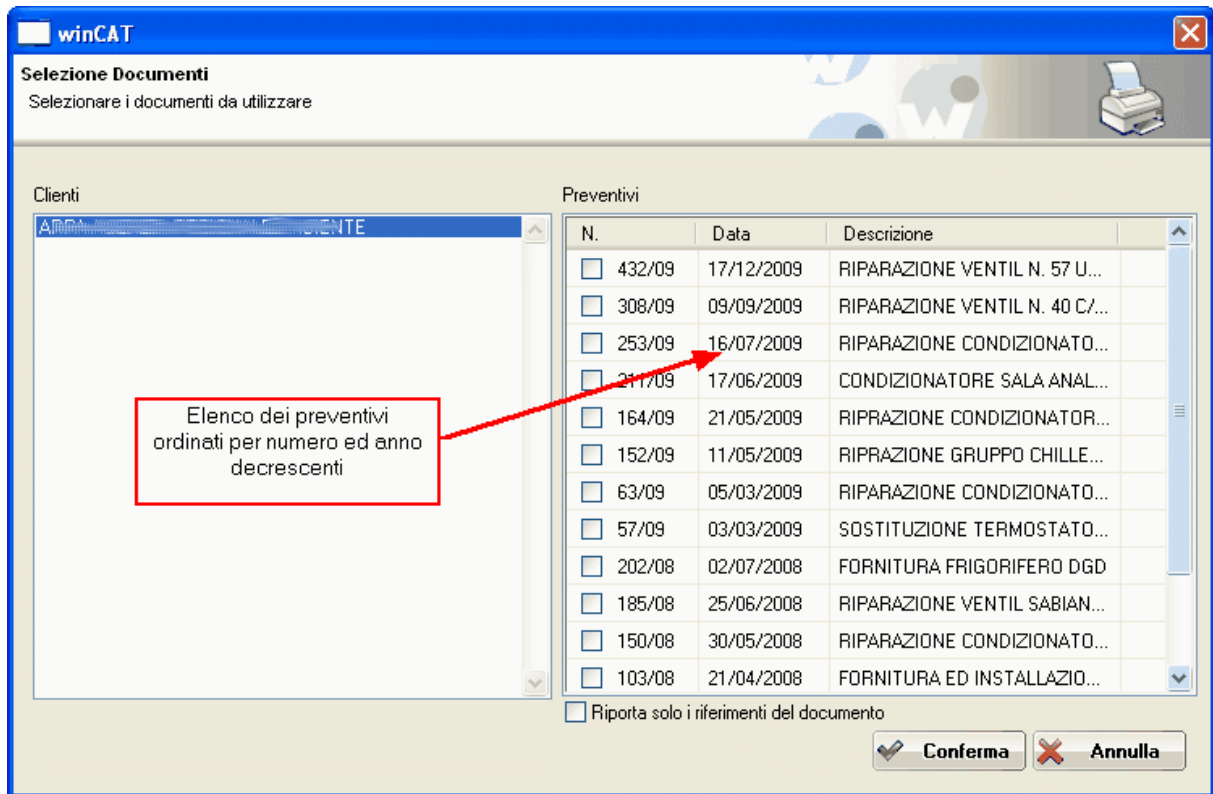 winCAT
Selezione Documenti
Selezionare i documenti da utilizzare
Clienti
Preventivi
N. Data Descrizione
432/09 17/12/2009 RIPARAZIONE VENTIL N. 57 U...
308/09 09/09/2009 RIPARAZIONE VENTIL N. 40 C/...
253/09 16/07/2009 RIPARAZIONE CONDIZIONATO...
211/09 17/06/2009 CONDIZIONATORE SALA ANAL...
164/09 21/05/2009 RIPRAZIONE CONDIZIONATOR...
152/09 11/05/2009 RIPRAZIONE GRUPPO CHILLE...
63/09 05/03/2009 RIPARAZIONE CONDIZIONATO...
57/09 03/03/2009 SOSTITUZIONE TERMOSTATO...
202/08 02/07/2008 FORNITURA FRIGORIFERO DGD
185/08 25/06/2008 RIPARAZIONE VENTIL SABIAN...
150/08 30/05/2008 RIPARAZIONE CONDIZIONATO...
103/08 21/04/2008 FORNITURA ED INSTALLAZIO...
Elenco dei preventivi
ordinati per numero ed anno
decrescenti
Riporta solo i riferimenti del documento
Conferma Annulla